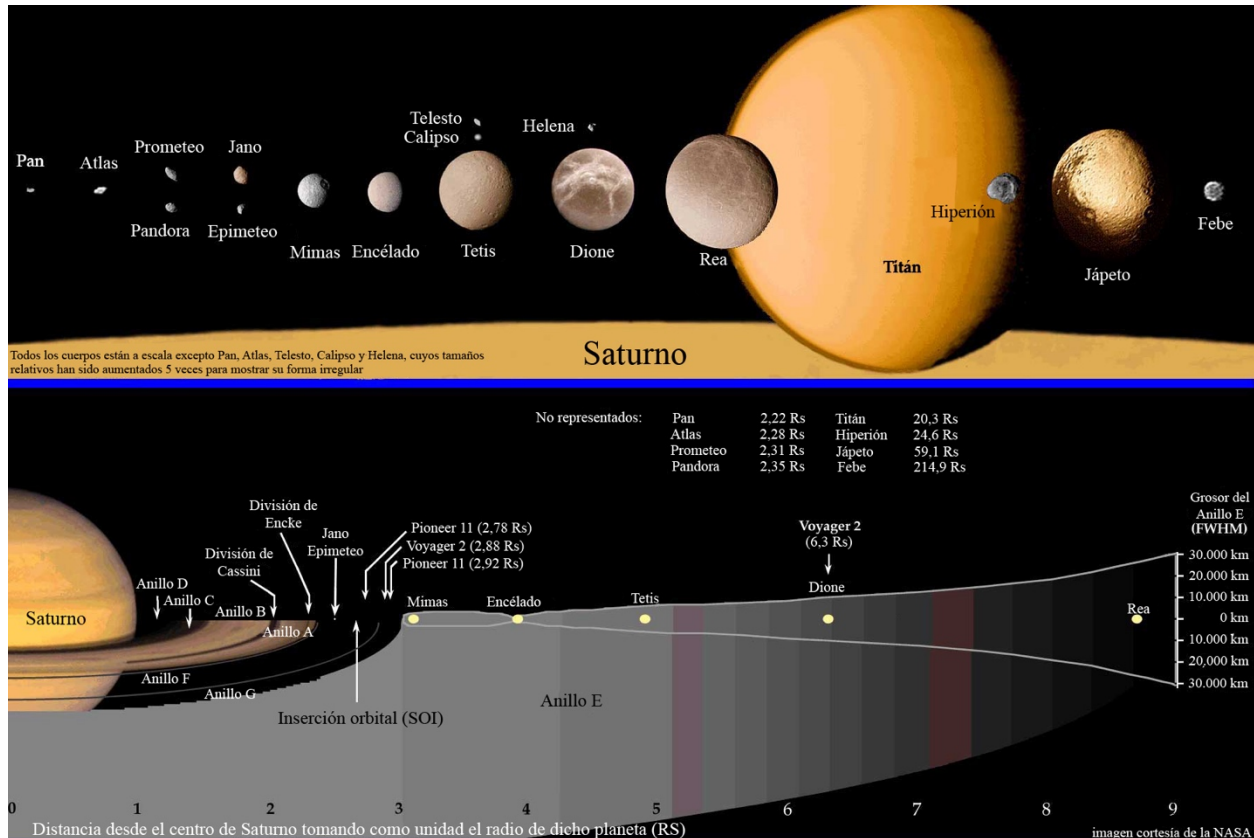 Pan
Atlas
Prometeo
Pandora
Jano
Epimeteo
Mimas
Encélado
Telesto
Calipso
Tetis
Helena
Dione
Rea
Titán
Hiperión
Jápeto
Febe
Todos los cuerpos están a escala excepto Pan, Atlas, Telesto, Calipso y Helena, cuyos tamaños
relativos han sido aumentados 5 veces para mostrar su forma irregular
Saturno
No representados:
Pan 2,22 Rs Titán 20,3 Rs
Atlas 2,28 Rs Hiperión 24,6 Rs
Prometeo 2,31 Rs Jápeto 59,1 Rs
Pandora 2,35 Rs Febe 214,9 Rs
Saturno
Anillo D
Anillo C
División de
Cassini
Anillo B
División de
Encke
Anillo A
Jano
Epimeteo
Anillo F
Anillo G
Pioneer 11 (2,78 Rs)
Voyager 2 (2,88 Rs)
Pioneer 11 (2,92 Rs)
Inserción orbital (SOI)
Mimas
Encélado
Tetis
Voyager 2
(6,3 Rs)
Dione
Rea
Anillo E
Grosor del
Anillo E
(FWHM)
30.000 km
20.000 km
10.000 km
0 km
10.000 km
20,000 km
30.000 km
0 1 2 3 4 5 6 7 8 9
Distancia desde el centro de Saturno tomando como unidad el radio de dicho planeta (RS)
imagen cortesía de la NASA